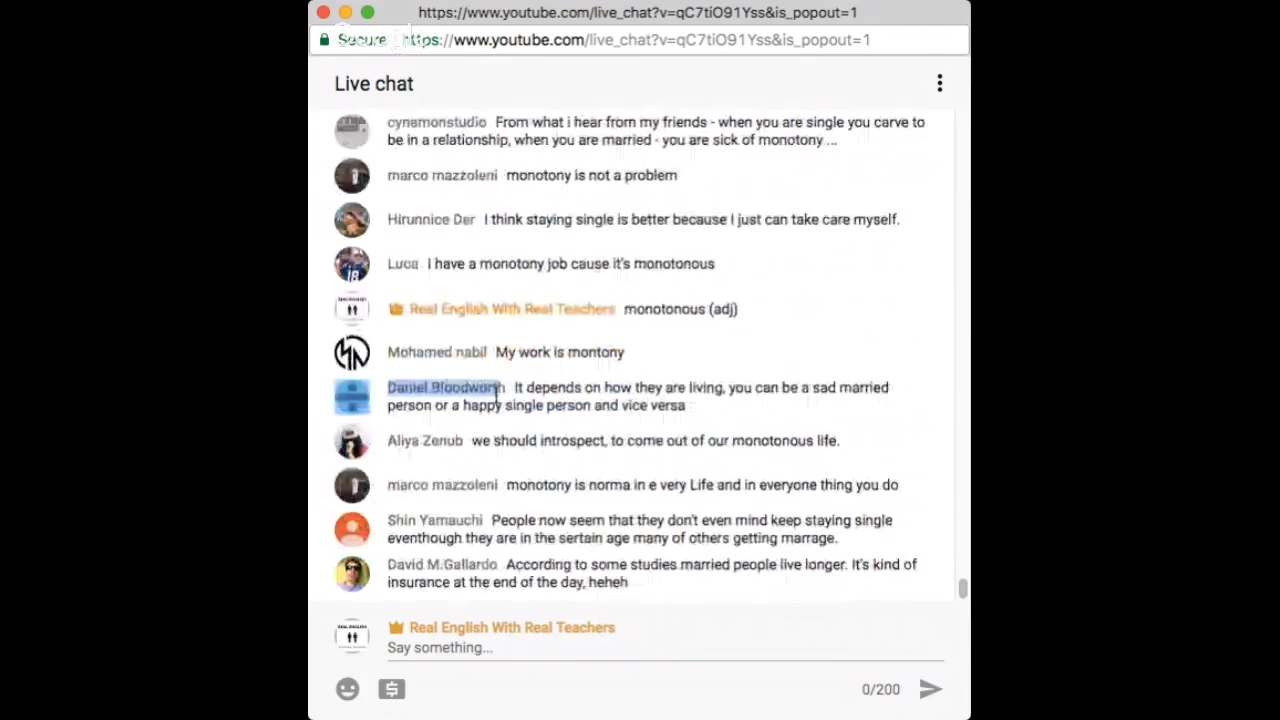 https://www.youtube.com/live_chat?v=qC7tiO91Yss&is_popout=1
Secure https://www.youtube.com/live_chat?v=qC7tiO91Yss&is_popout=1
Live chat
cynamonstudio From what i hear from my friends - when you are single you carve to
be in a relationship, when you are married - you are sick of monotony ...
marco mazzoleni monotony is not a problem
Hirunnice Der I think staying single is better because I just can take care myself.
Luca I have a monotony job cause it's monotonous
Real English With Real Teachers monotonous (adj)
Mohamed nabil My work is montony
Daniel Bloodworth It depends on how they are living, you can be a sad married
person or a happy single person and vice versa
Aliya Zenub we should introspect, to come out of our monotonous life.
marco mazzoleni monotony is norma in e very Life and in everyone thing you do
Shin Yamauchi People now seem that they don't even mind keep staying single
eventhough they are in the sertain age many of others getting marrage.
David M.Gallardo According to some studies married people live longer. It's kind of
insurance at the end of the day, heheh
REAL ENGLISH
Real English With Real Teachers
Say something...
0/200